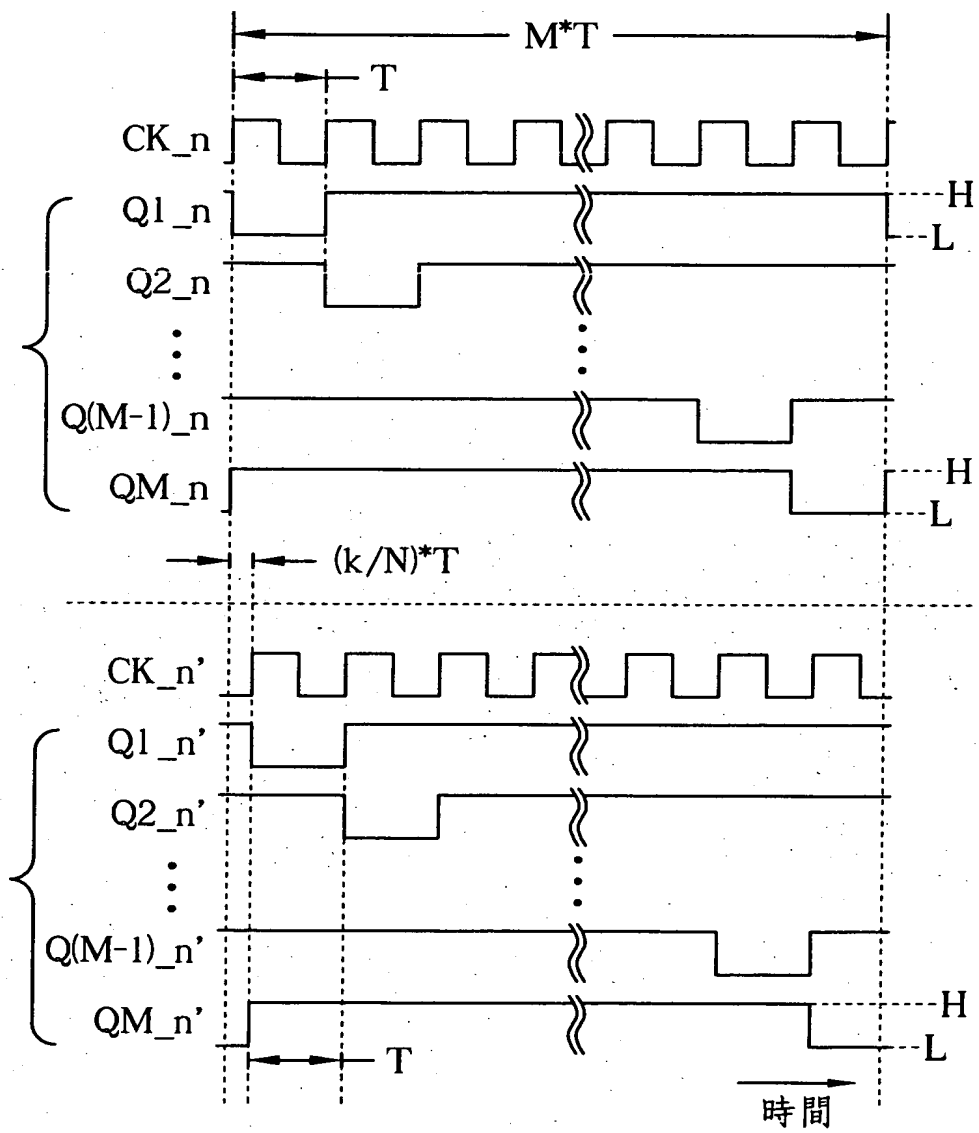 M*T
T
CK_n
Q1_n
H
L
Q2_n
Q(M-1)_n
QM_n
H
L
(k/N)*T
CK_n’
Q1_n’
Q2_n’
Q(M-1)_n’
QM_n’
H
L
T
時間